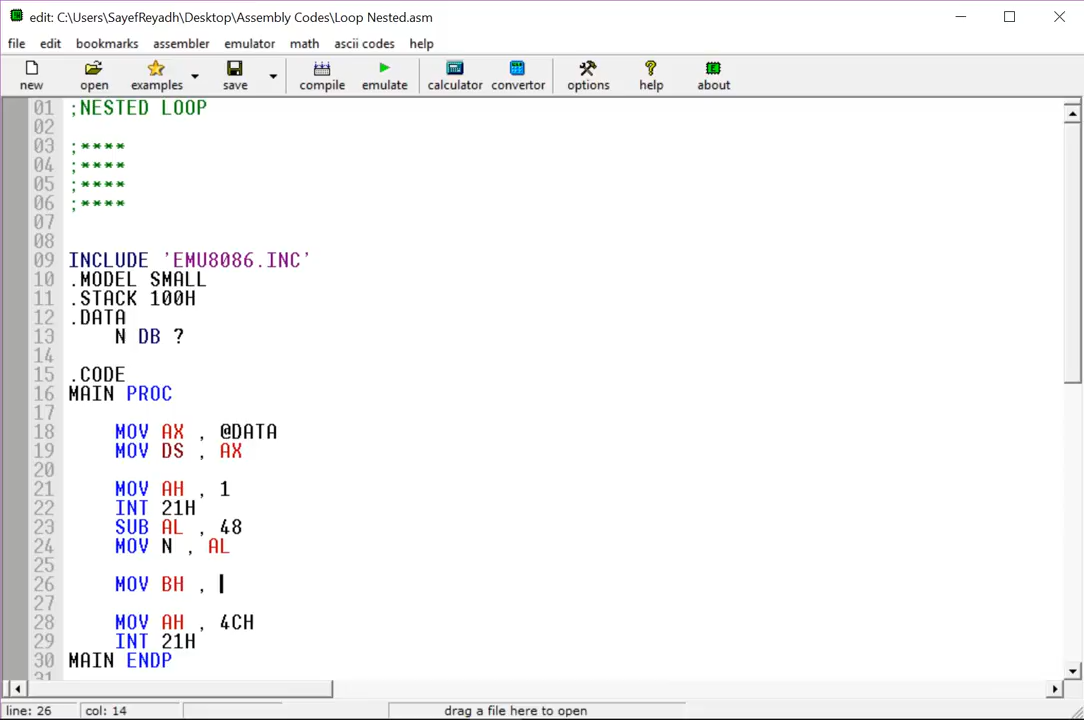 edit: C:\Users\SayefReyadh\Desktop\Assembly Codes\Loop Nested.asm
file edit bookmarks assembler emulator math ascii codes help
new open examples save compile emulate calculator convertor options help about
01 ;NESTED LOOP
02
03 ;****
04 ;****
05 ;****
06 ;****
07
08
09 INCLUDE 'EMU8086.INC'
10 .MODEL SMALL
11 .STACK 100H
12 .DATA
13 N DB ?
14
15 .CODE
16 MAIN PROC
17
18 MOV AX , @DATA
19 MOV DS , AX
20
21 MOV AH , 1
22 INT 21H
23 SUB AL , 48
24 MOV N , AL
25
26 MOV BH ,
27
28 MOV AH , 4CH
29 INT 21H
30 MAIN ENDP
31
line: 26 col: 14 drag a file here to open